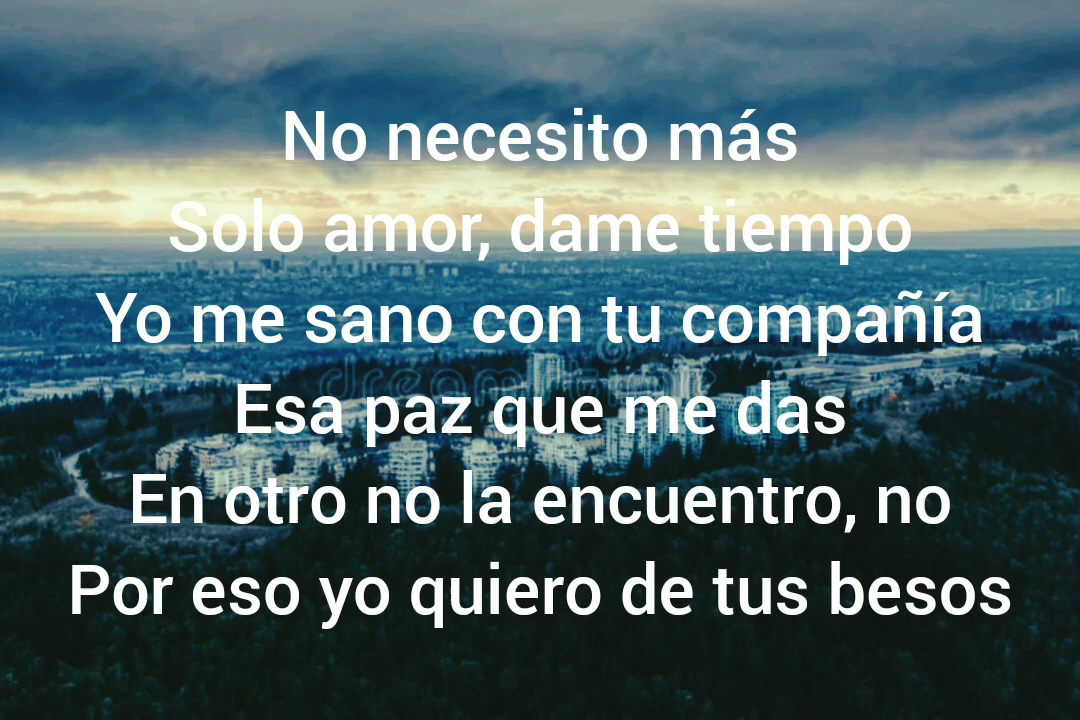 No necesito más
Solo amor, dame tiempo
Yo me sano con tu compañía
Esa paz que me das
En otro no la encuentro, no
Por eso yo quiero de tus besos
dreamstime